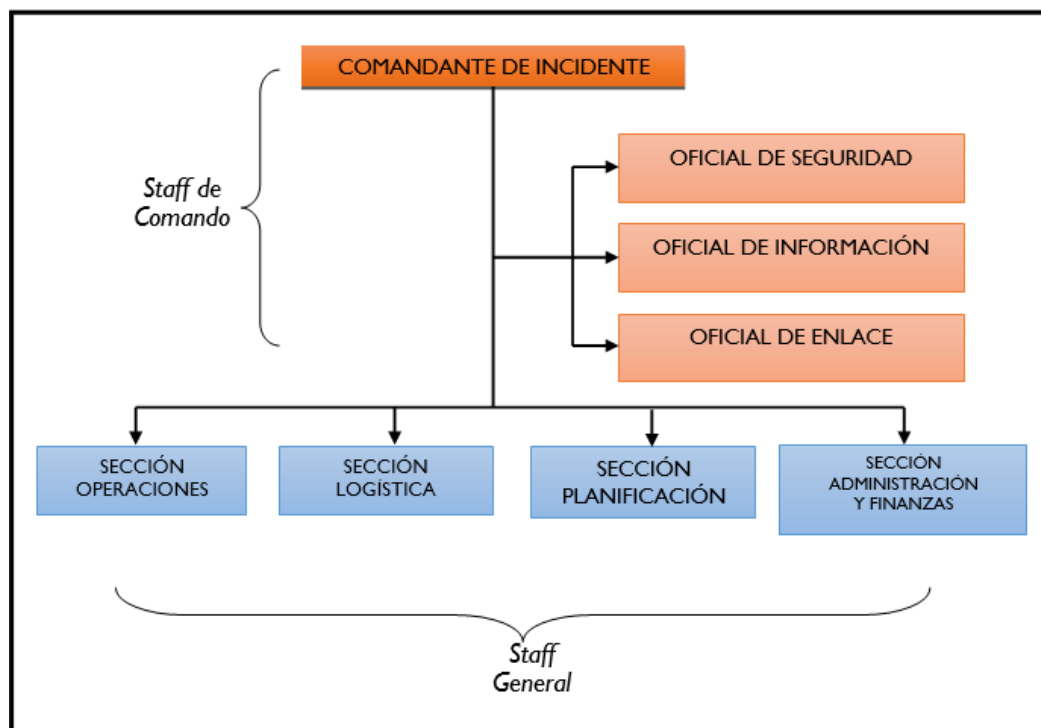 COMANDANTE DE INCIDENTE
OFICIAL DE SEGURIDAD
Staff de
Comando
OFICIAL DE INFORMACIÓN
OFICIAL DE ENLACE
SECCIÓN
OPERACIONES
SECCIÓN
LOGÍSTICA
SECCIÓN
PLANIFICACIÓN
SECCIÓN
ADMINISTRACIÓN
Y FINANZAS
Staff
General